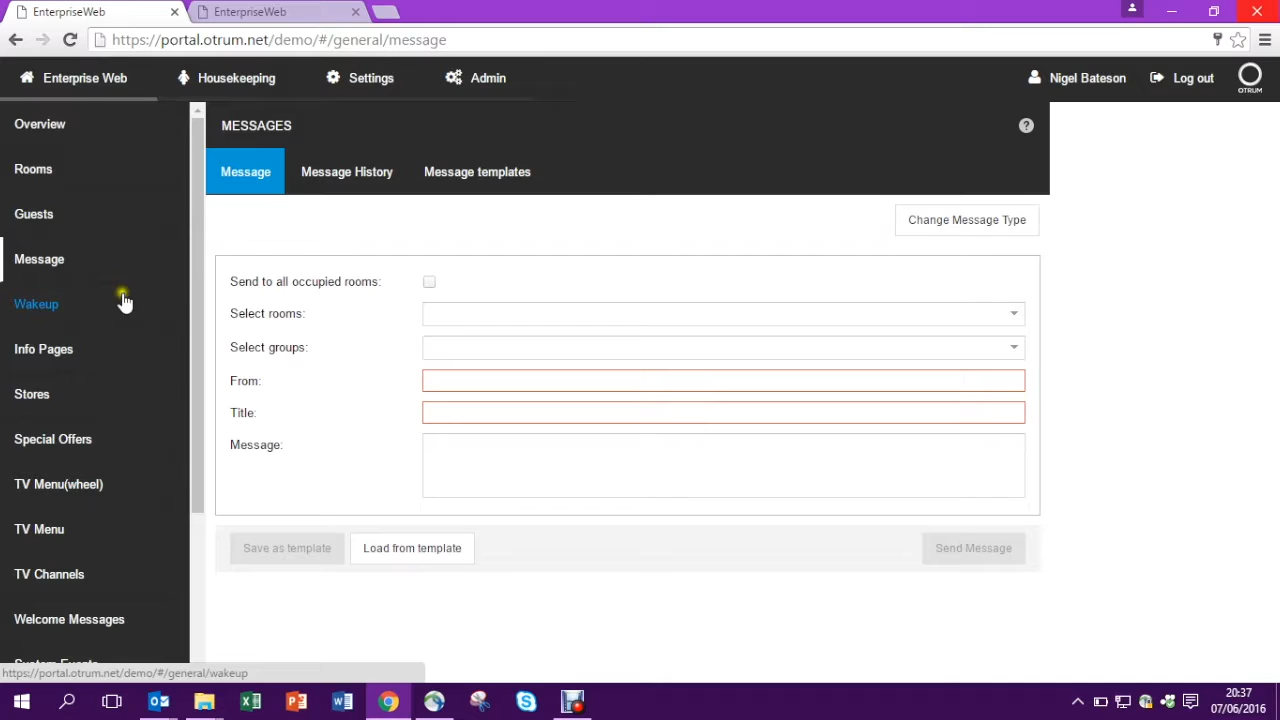 EnterpriseWeb
EnterpriseWeb
https://portal.otrum.net/demo/#/general/message
Enterprise Web
Housekeeping
Settings
Admin
Nigel Bateson
Log out
OTRUM
Overview
Rooms
Guests
Message
Wakeup
Info Pages
Stores
Special Offers
TV Menu(wheel)
TV Menu
TV Channels
Welcome Messages
System Events
MESSAGES
?
Message
Message History
Message templates
Change Message Type
Send to all occupied rooms:
Select rooms:
Select groups:
From:
Title:
Message:
Save as template
Load from template
Send Message
https://portal.otrum.net/demo/#/general/wakeup
20:37
07/06/2016